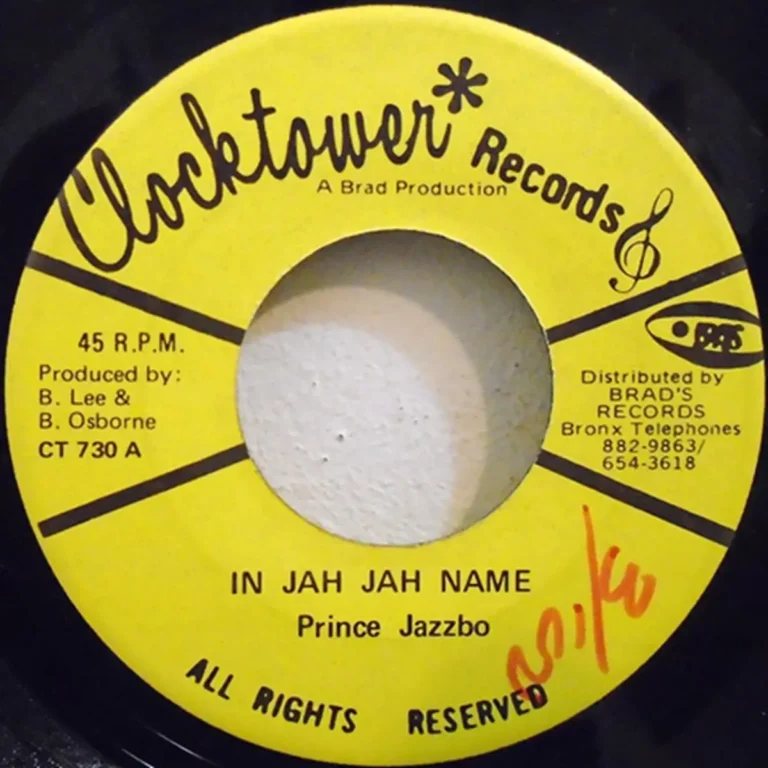 Clocktower* Records
A Brad Production
45 R.P.M.
Produced by:
B. Lee &
B. Osborne
CT 730 A
Distributed by
BRAD'S
RECORDS
Bronx Telephones
882-9863/
654-3618
IN JAH JAH NAME
Prince Jazzbo
ALL RIGHTS RESERVED